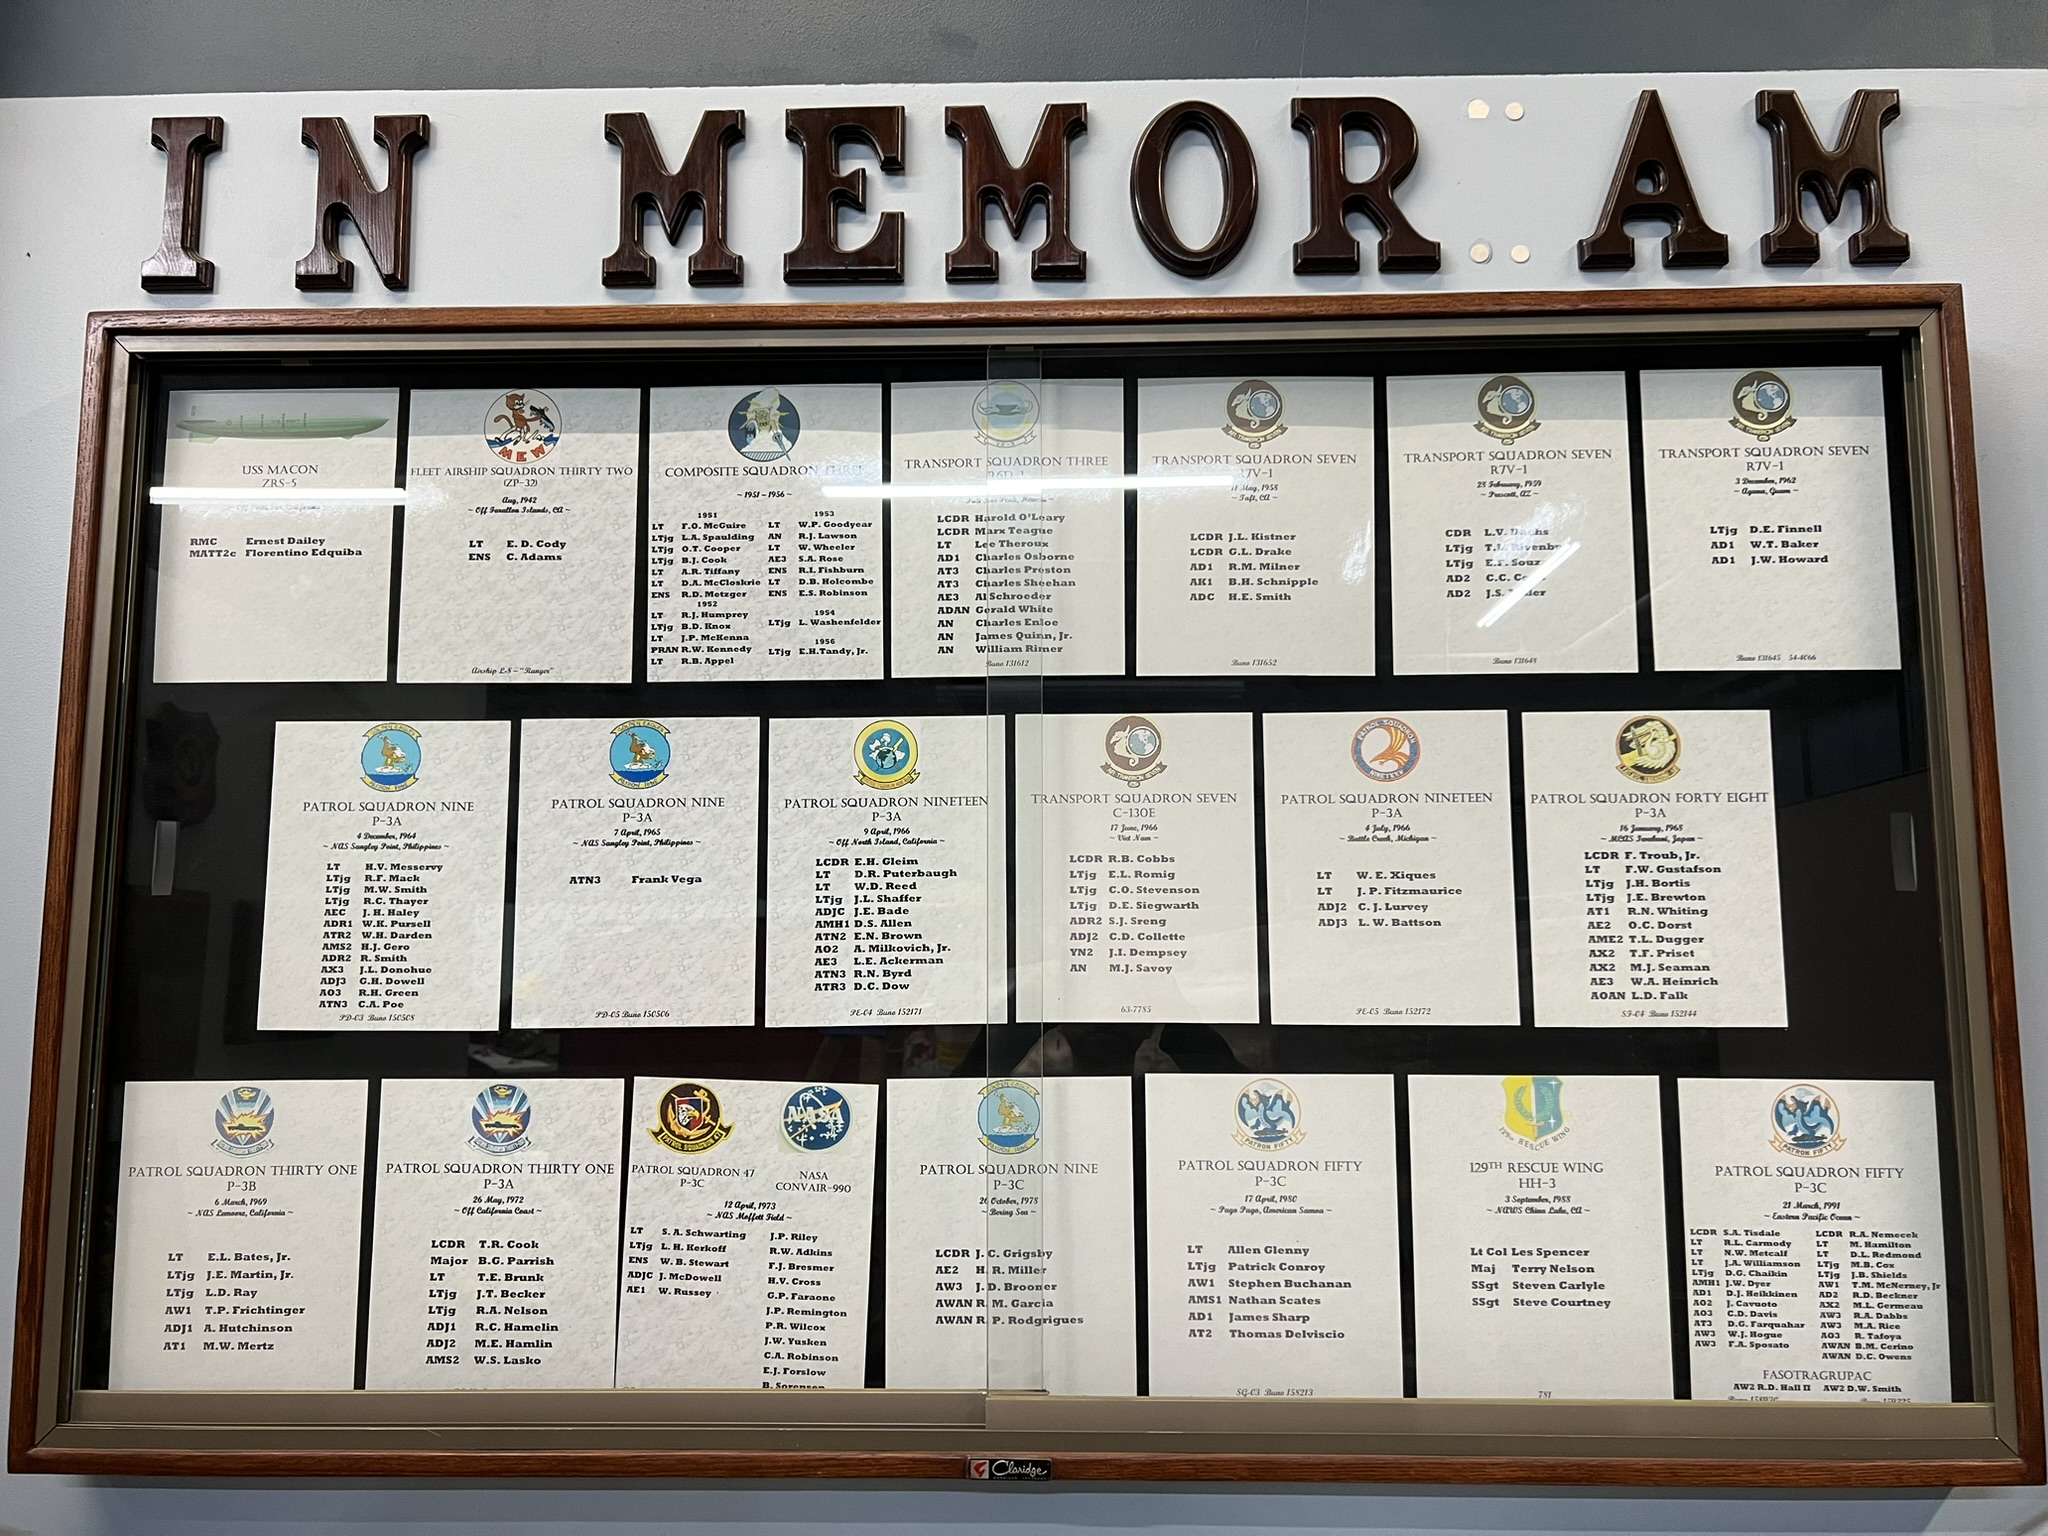 IN MEMOR AM
USS MACON
ZRS-5
RMC Ernest Dailey
MATT2c Florentino Edquiba
MEW
FLEET AIRSHIP SQUADRON THIRTY TWO
(ZP-32)
Aug, 1942
~ Off Farallon Islands, CA ~
LT E. D. Cody
ENS C. Adams
Airship L-8 – "Ranger"
COMPOSITE SQUADRON THREE
~ 1951 – 1956 ~
1951
LT F.O. McGuire
LTjg L.A. Spaulding
LTjg O.T. Cooper
LTjg B.J. Cook
LT A.R. Tiffany
LT D.A. McCloskrie
ENS R.D. Metzger
1952
LT R.J. Humprey
LTjg B.D. Knox
LT J.P. McKenna
PRAN R.W. Kennedy
LT R.B. Appel
1953
LT W.P. Goodyear
AN R.J. Lawson
LT W. Wheeler
AE3 S.A. Rose
ENS R.I. Fishburn
LT D.B. Holcombe
ENS E.S. Robinson
1954
LTjg L. Washenfelder
1956
LTjg E.H.Tandy, Jr.
TRANSPORT SQUADRON THREE
R6D-1
LCDR Harold O'Leary
LCDR Marx Teague
LT Lee Theroux
AD1 Charles Osborne
AT3 Charles Preston
AT3 Charles Sheehan
AE3 Al Schroeder
ADAN Gerald White
AN Charles Enloe
AN James Quinn, Jr.
AN William Rimer
Buno 131612
TRANSPORT SQUADRON SEVEN
R7V-1
May, 1958
~ Taft, CA ~
LCDR J.L. Kistner
LCDR G.L. Drake
AD1 R.M. Milner
AK1 B.H. Schnipple
ADC H.E. Smith
Buno 131652
TRANSPORT SQUADRON SEVEN
R7V-1
28 February, 1959
~ Prescott, AZ ~
CDR L.V.
LTjg
LTjg E.F.
AD2 C.C.
AD2 J.S.
Buno 131648
TRANSPORT SQUADRON SEVEN
R7V-1
3 December, 1962
~ Agana, Guam ~
LTjg D.E. Finnell
AD1 W.T. Baker
AD1 J.W. Howard
Buno 131645 54-4066
PATROL SQUADRON NINE
P-3A
4 December, 1964
~ NAS Sangley Point, Philippines ~
LT H.V. Messervy
LTjg R.F. Mack
LTjg M.W. Smith
LTjg R.C. Thayer
AEC J. H. Haley
ADR1 W.K. Pursell
ATR2 W.H. Darden
AMS2 H.J. Gero
ADR2 R. Smith
AX3 J.L. Donohue
ADJ3 G.H. Dowell
AO3 R.H. Green
ATN3 C.A. Poe
PD-03 Buno 150508
PATROL SQUADRON NINE
P-3A
7 April, 1965
~ NAS Sangley Point, Philippines ~
ATN3 Frank Vega
PD-05 Buno 150506
PATROL SQUADRON NINETEEN
P-3A
9 April, 1966
~ Off North Island, California ~
LCDR E.H. Gleim
LT D.R. Puterbaugh
LT W.D. Reed
LTjg J.L. Shaffer
ADJC J.E. Bade
AMH1 D.S. Allen
ATN2 E.N. Brown
AO2 A. Milkovich, Jr.
AE3 L.E. Ackerman
ATN3 R.N. Byrd
ATR3 D.C. Dow
PE-04 Buno 152171
TRANSPORT SQUADRON SEVEN
C-130E
17 June, 1966
~ Viet Nam ~
LCDR R.B. Cobbs
LTjg E.L. Romig
LTjg C.O. Stevenson
LTjg D.E. Siegwarth
ADR2 S.J. Sreng
ADJ2 C.D. Collette
YN2 J.I. Dempsey
AN M.J. Savoy
63-7785
PATROL SQUADRON NINETEEN
P-3A
4 July, 1966
~ Battle Creek, Michigan ~
LT W. E. Xiques
LT J. P. Fitzmaurice
ADJ2 C. J. Lurvey
ADJ3 L. W. Battson
PE-05 Buno 152172
PATROL SQUADRON FORTY EIGHT
P-3A
16 January, 1968
~ MCAS Iwakuni, Japan ~
LCDR F. Troub, Jr.
LT F.W. Gustafson
LTjg J.H. Bortis
LTjg J.E. Brewton
AT1 R.N. Whiting
AE2 O.C. Dorst
AME2 T.L. Dugger
AX2 T.F. Priset
AX2 M.J. Seaman
AE3 W.A. Heinrich
AOAN L.D. Falk
SF-04 Buno 152144
PATROL SQUADRON THIRTY ONE
P-3B
6 March, 1969
~ NAS Lemoore, California ~
LT E.L. Bates, Jr.
LTjg J.E. Martin, Jr.
LTjg L.D. Ray
AW1 T.P. Frichtinger
ADJ1 A. Hutchinson
AT1 M.W. Mertz
PATROL SQUADRON THIRTY ONE
P-3A
26 May, 1972
~ Off California Coast ~
LCDR T.R. Cook
Major B.G. Parrish
LT T.E. Brunk
LTjg J.T. Becker
LTjg R.A. Nelson
ADJ1 R.C. Hamelin
ADJ2 M.E. Hamlin
AMS2 W.S. Lasko
NASA
PATROL SQUADRON 47
P-3C
NASA
CONVAIR-990
12 April, 1973
~ NAS Moffett Field ~
LT S. A. Schwarting
LTjg L. H. Kerkoff
ENS W. B. Stewart
ADJC J. McDowell
AE1 W. Russey
J.P. Riley
R.W. Adkins
F.J. Bresmer
H.V. Cross
G.P. Faraone
J.P. Remington
P.R. Wilcox
J.W. Yusken
C.A. Robinson
E.J. Forslow
B. Sorensen
PATROL SQUADRON NINE
P-3C
26 October, 1978
~ Bering Sea ~
LCDR J. C. Grigsby
AE2 H. R. Miller
AW3 J. D. Brooner
AWAN R. M. Garcia
AWAN R. P. Rodgrigues
PATRON FIFTY
PATROL SQUADRON FIFTY
P-3C
17 April, 1980
~ Pago Pago, American Samoa ~
LT Allen Glenny
LTjg Patrick Conroy
AW1 Stephen Buchanan
AMS1 Nathan Scates
AD1 James Sharp
AT2 Thomas Delviscio
SG-03 Buno 158213
129TH RESCUE WING
129TH RESCUE WING
HH-3
3 September, 1988
~ NAWS China Lake, CA ~
Lt Col Les Spencer
Maj Terry Nelson
SSgt Steven Carlyle
SSgt Steve Courtney
781
PATRON FIFTY
PATROL SQUADRON FIFTY
P-3C
21 March, 1991
~ Eastern Pacific Ocean ~
LCDR S.A. Tisdale
LT R.L. Carmody
LT N.W. Metcalf
LT J.A. Williamson
LTjg D.G. Chaikin
AMH1 J.W. Dyer
AD1 D.J. Heikkinen
AO2 J. Cavuoto
AO3 C.D. Davis
AT3 D.G. Farquahar
AW3 W.J. Hogue
AW3 F.A. Sposato
LCDR R.A. Nemecek
LT M. Hamilton
LT D.L. Redmond
LTjg M.B. Cox
LTjg J.B. Shields
AW1 T.M. McNerney, Jr
AD2 R.D. Beckner
AX2 M.L. Germeau
AW3 R.A. Dabbs
AW3 M.A. Rice
AO3 R. Tafoya
AWAN B.M. Cerino
AWAN D.C. Owens
FASOTRAGRUPAC
AW2 R.D. Hall II AW2 D.W. Smith
Claridge